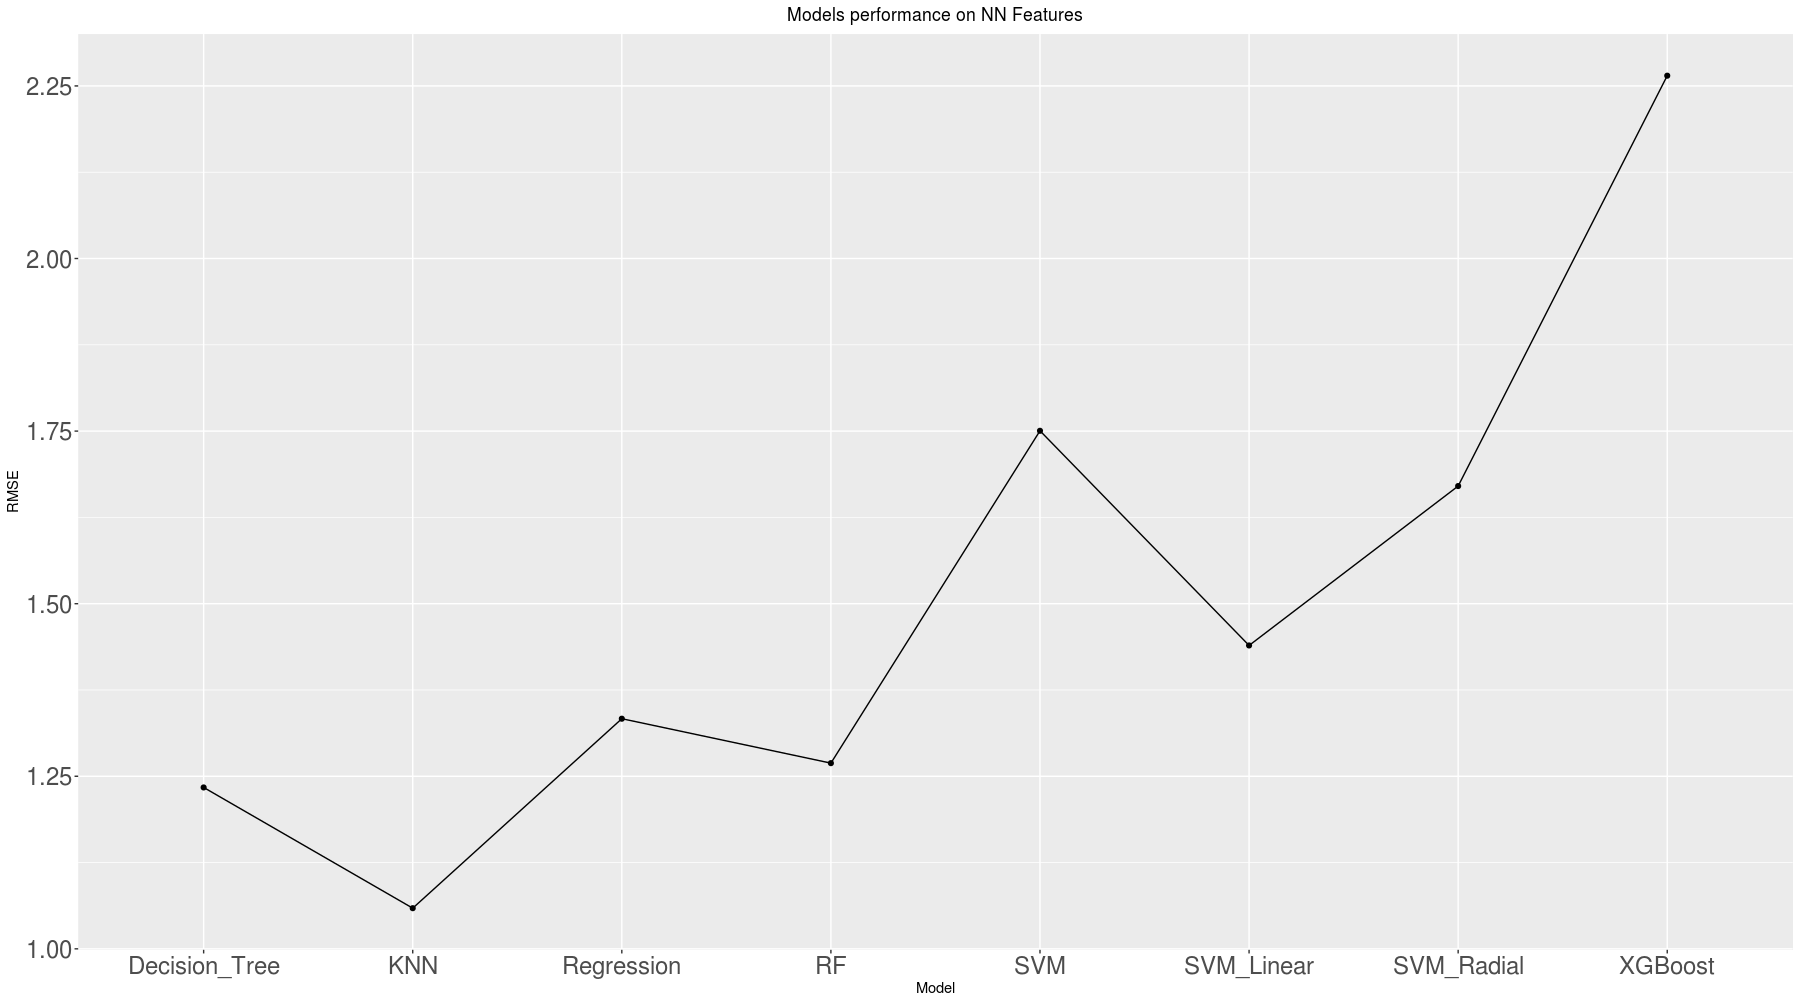 Models performance on NN Features
2.25
2.00
1.75
1.50
1.25
1.00
RMSE
Decision_Tree KNN Regression RF SVM SVM_Linear SVM_Radial XGBoost
Model